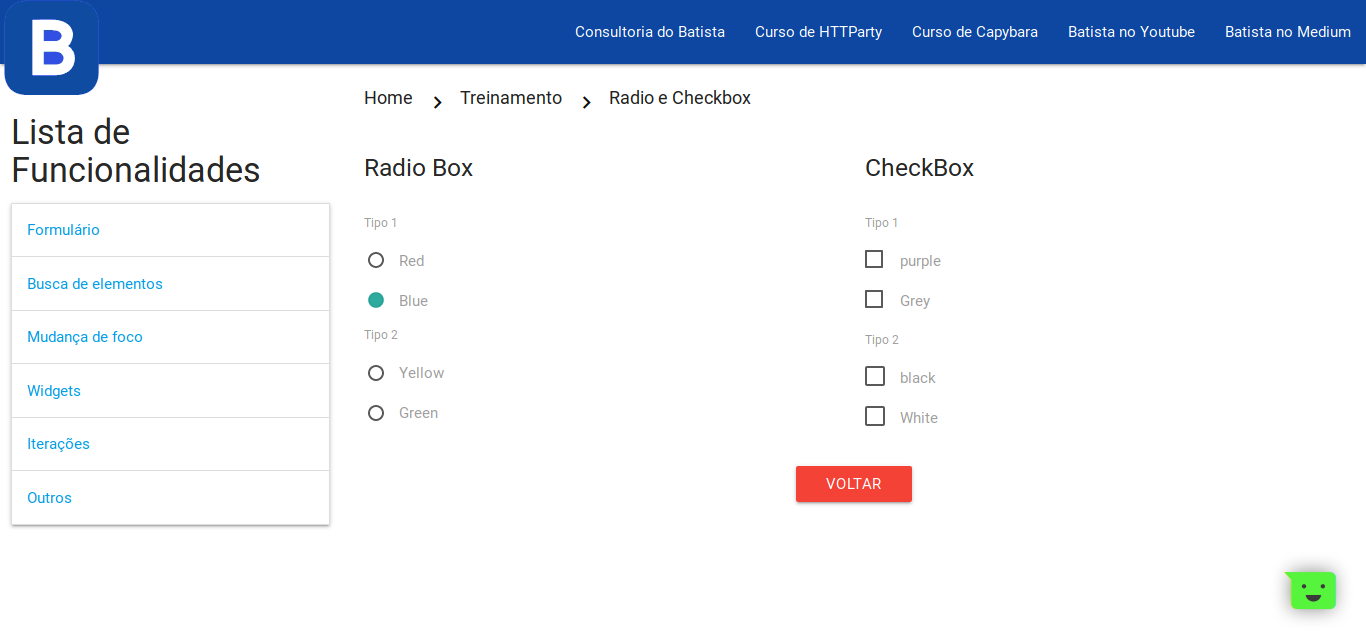 B
Consultoria do Batista
Curso de HTTParty
Curso de Capybara
Batista no Youtube
Batista no Medium
Home
Treinamento
Radio e Checkbox
Lista de
Funcionalidades
Formulário
Busca de elementos
Mudança de foco
Widgets
Iterações
Outros
Radio Box
Tipo 1
Red
Blue
Tipo 2
Yellow
Green
CheckBox
Tipo 1
purple
Grey
Tipo 2
black
White
VOLTAR